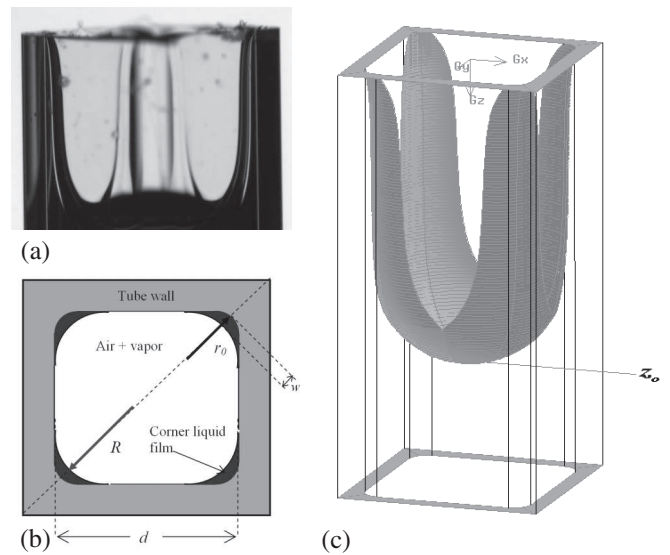 (a)
Tube wall
Air + vapor
r0
w
R
Corner liquid
film
d
(b)
Gx
Gy
Gz
zo
(c)